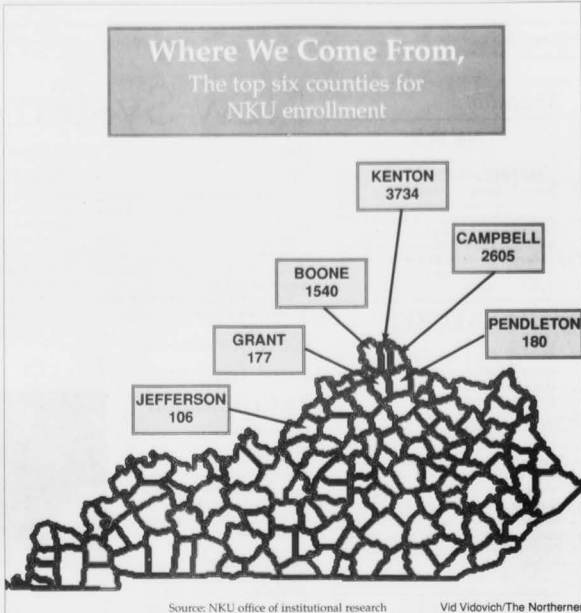 Where We Come From,
The top six counties for
NKU enrollment
KENTON
3734
CAMPBELL
2605
BOONE
1540
PENDLETON
180
GRANT
177
JEFFERSON
106
Source: NKU office of institutional research
Vid Vidovich/The Northerner